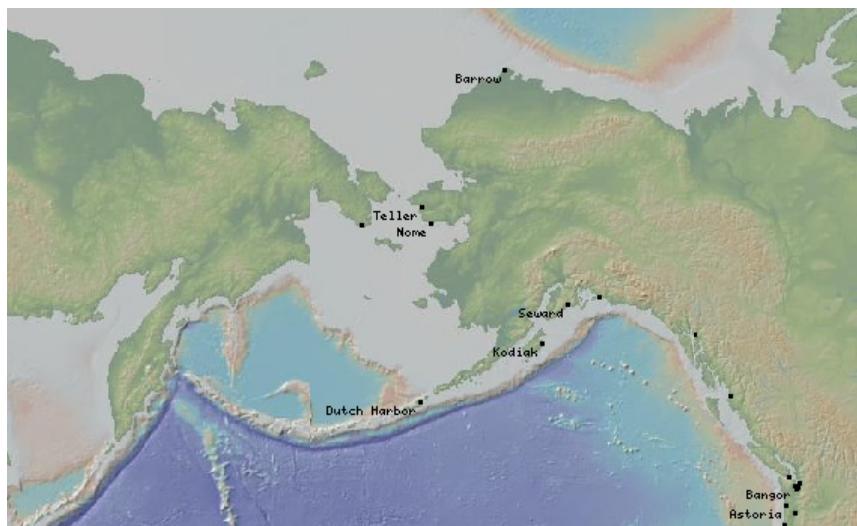 Barrow
Teller
Nome
Seward
Kodiak
Dutch Harbor
Bangor
Astoria